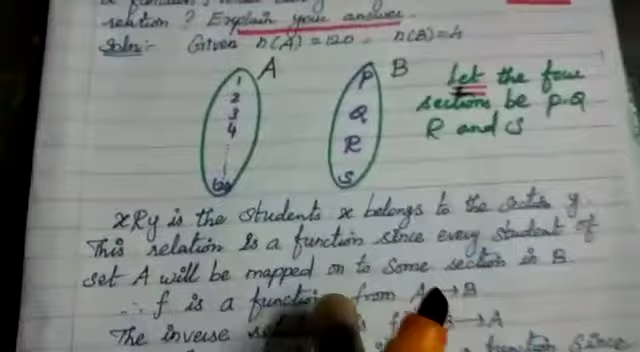 relation? Explain your answer.
Soln:- Given n(A)=120, n(B)=4
A
B
1
2
3
4
P
Q
R
S
Let the four
sections be P,Q
R and S
xRy is the students x belongs to the y.
This relation is a function since every student of
set A will be mapped on to some section in B.
∴ f is a function from A→B
The inverse →A
function since